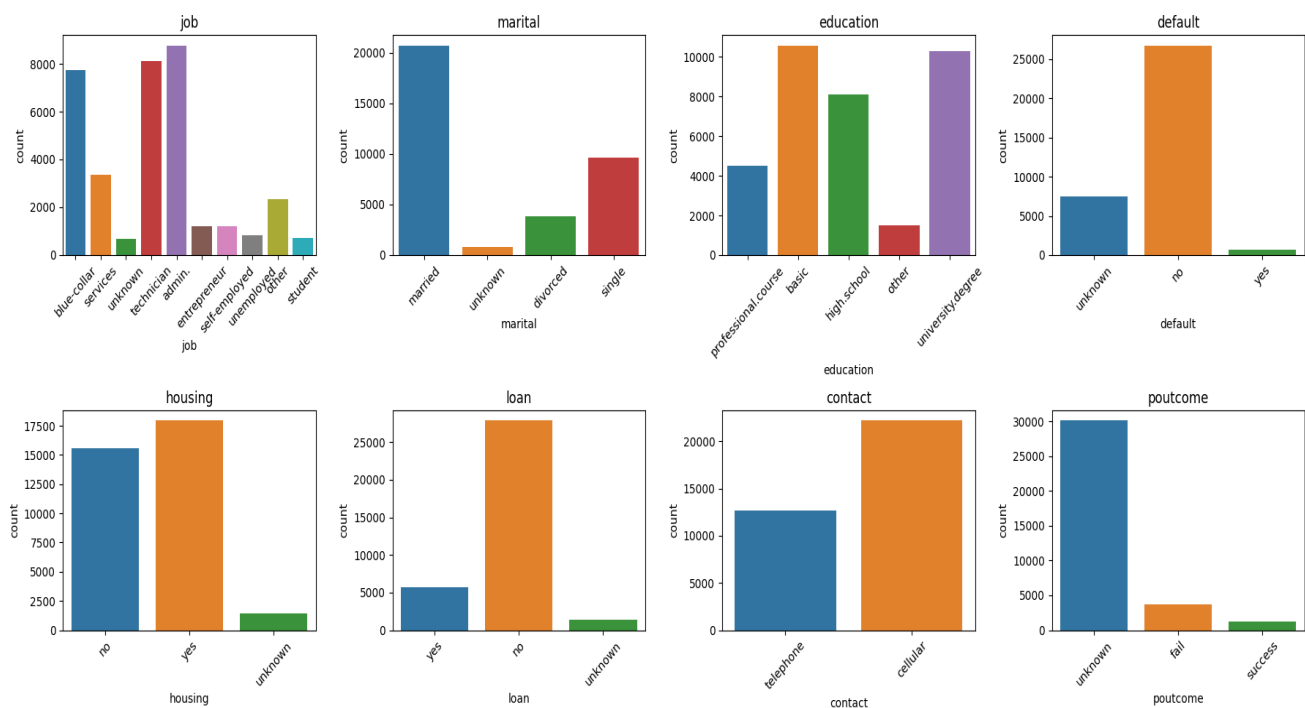 job
8000
6000
4000
2000
0
count
blue-collar
services
unknown
technician
admin.
entrepreneur
self-employed
unemployed
other
student
job
marital
20000
15000
10000
5000
0
count
married
unknown
divorced
single
marital
education
10000
8000
6000
4000
2000
0
count
professional.course
basic
high.school
other
university.degree
education
default
25000
20000
15000
10000
5000
0
count
unknown
no
yes
default
housing
17500
15000
12500
10000
7500
5000
2500
0
count
no
yes
unknown
housing
loan
25000
20000
15000
10000
5000
0
count
yes
no
unknown
loan
contact
20000
15000
10000
5000
0
count
telephone
cellular
contact
poutcome
30000
25000
20000
15000
10000
5000
0
count
unknown
fail
success
poutcome